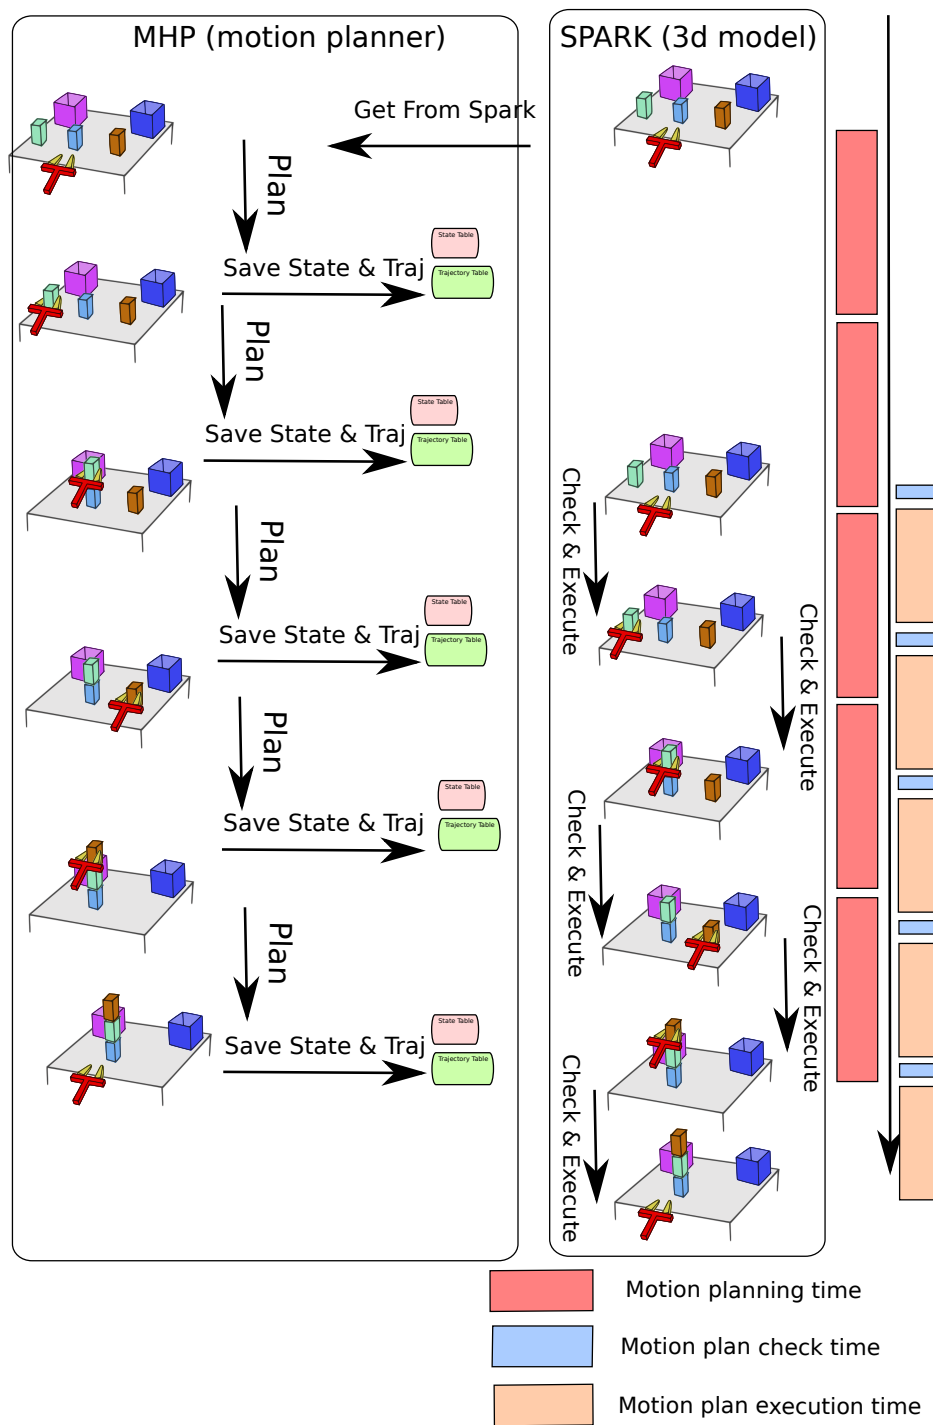 MHP (motion planner)
SPARK (3d model)
Get From Spark
Plan
State Table
Save State & Traj
Trajectory Table
Plan
State Table
Save State & Traj
Trajectory Table
Check & Execute
Plan
State Table
Save State & Traj
Trajectory Table
Check & Execute
Plan
State Table
Save State & Traj
Trajectory Table
Check & Execute
Plan
Check & Execute
State Table
Save State & Traj
Trajectory Table
Check & Execute
Motion planning time
Motion plan check time
Motion plan execution time